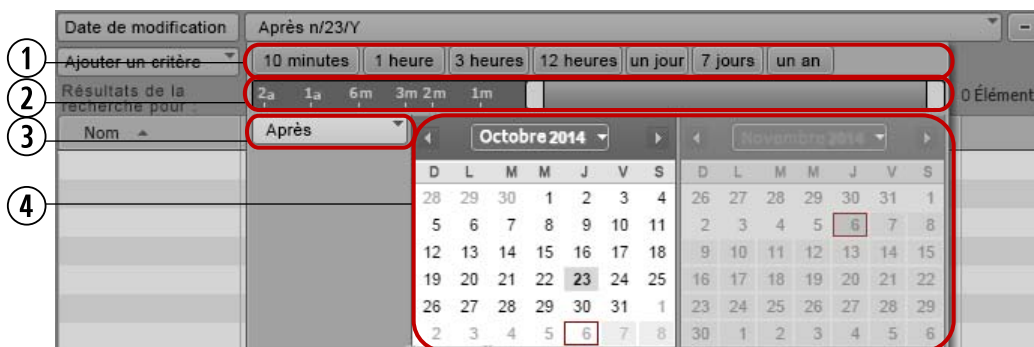 Date de modification Après n/23/Y
1 Ajouter un critère 10 minutes 1 heure 3 heures 12 heures un jour 7 jours un an
2 Résultats de la recherche pour : 2a 1a 6m 3m 2m 1m 0 Élément
3 Nom Après Octobre 2014 Novembre 2014
4
D L M M J V S D L M M J V S
28 29 30 1 2 3 4 26 27 28 29 30 31 1
5 6 7 8 9 10 11 2 3 4 5 6 7 8
12 13 14 15 16 17 18 9 10 11 12 13 14 15
19 20 21 22 23 24 25 16 17 18 19 20 21 22
26 27 28 29 30 31 1 23 24 25 26 27 28 29
2 3 4 5 6 7 8 30 1 2 3 4 5 6